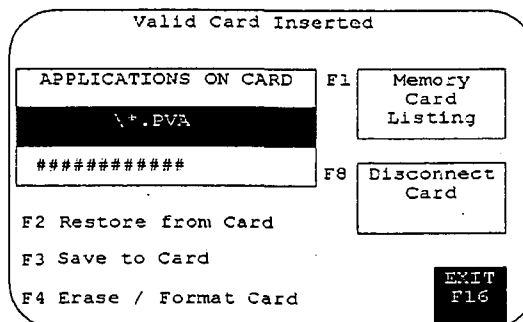 Valid Card Inserted
APPLICATIONS ON CARD
\*.PVA
############
F1 Memory
Card
Listing
F8 Disconnect
Card
F2 Restore from Card
F3 Save to Card
F4 Erase / Format Card
EXIT
F16